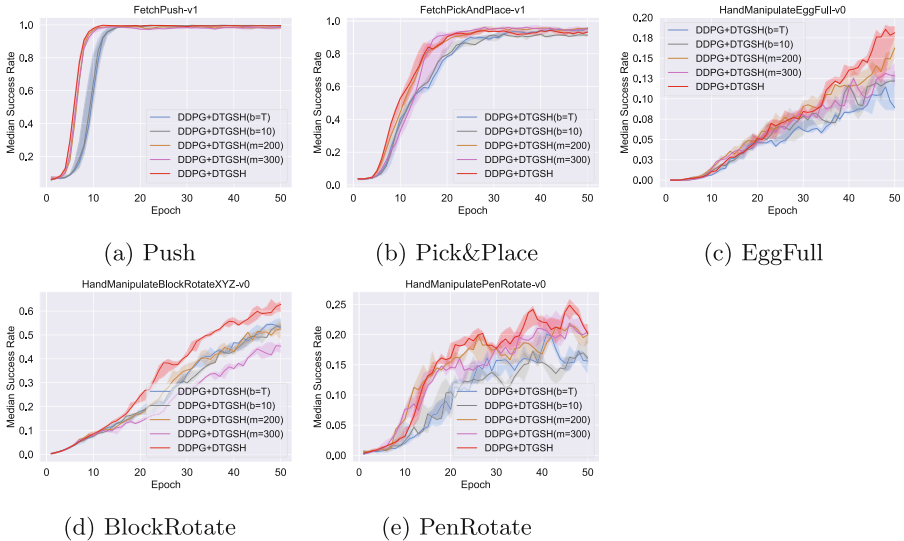 FetchPush-v1
1.0
0.8
0.6
0.4
0.2
Median Success Rate
DDPG+DTGSH(b=T)
DDPG+DTGSH(b=10)
DDPG+DTGSH(m=200)
DDPG+DTGSH(m=300)
DDPG+DTGSH
0 10 20 30 40 50
Epoch
(a) Push
FetchPickAndPlace-v1
1.0
0.8
0.6
0.4
0.2
0.0
Median Success Rate
DDPG+DTGSH(b=T)
DDPG+DTGSH(b=10)
DDPG+DTGSH(m=200)
DDPG+DTGSH(m=300)
DDPG+DTGSH
0 10 20 30 40 50
Epoch
(b) Pick&Place
HandManipulateEggFull-v0
0.20
0.18
0.15
0.13
0.10
0.08
0.05
0.03
0.00
Median Success Rate
DDPG+DTGSH(b=T)
DDPG+DTGSH(b=10)
DDPG+DTGSH(m=200)
DDPG+DTGSH(m=300)
DDPG+DTGSH
0 10 20 30 40 50
Epoch
(c) EggFull
HandManipulateBlockRotateXYZ-v0
0.6
0.5
0.4
0.3
0.2
0.1
0.0
Median Success Rate
DDPG+DTGSH(b=T)
DDPG+DTGSH(b=10)
DDPG+DTGSH(m=200)
DDPG+DTGSH(m=300)
DDPG+DTGSH
0 10 20 30 40 50
Epoch
(d) BlockRotate
HandManipulatePenRotate-v0
0.25
0.20
0.15
0.10
0.05
0.00
Median Success Rate
DDPG+DTGSH(b=T)
DDPG+DTGSH(b=10)
DDPG+DTGSH(m=200)
DDPG+DTGSH(m=300)
DDPG+DTGSH
0 10 20 30 40 50
Epoch
(e) PenRotate